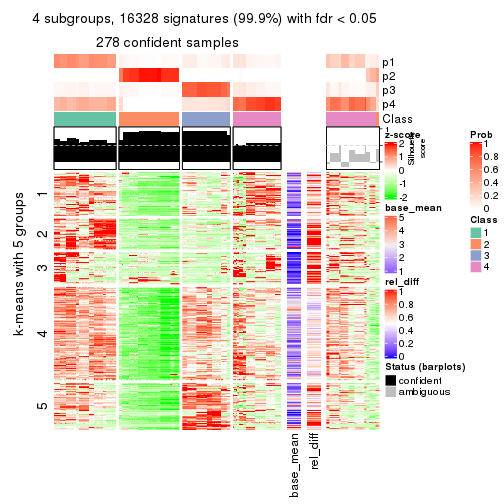 4 subgroups, 16328 signatures (99.9%) with fdr < 0.05
278 confident samples
p1
p2
p3
p4
Class
1
Silhouette
score
k-means with 5 groups
1
2
3
4
5
base_mean
rel_diff
z-score
2
1
0
-1
-2
base_mean
5
4
3
2
1
rel_diff
1
0.8
0.6
0.4
0.2
0
Status (barplots)
confident
ambiguous
Prob
1
0.8
0.6
0.4
0.2
0
Class
1
2
3
4